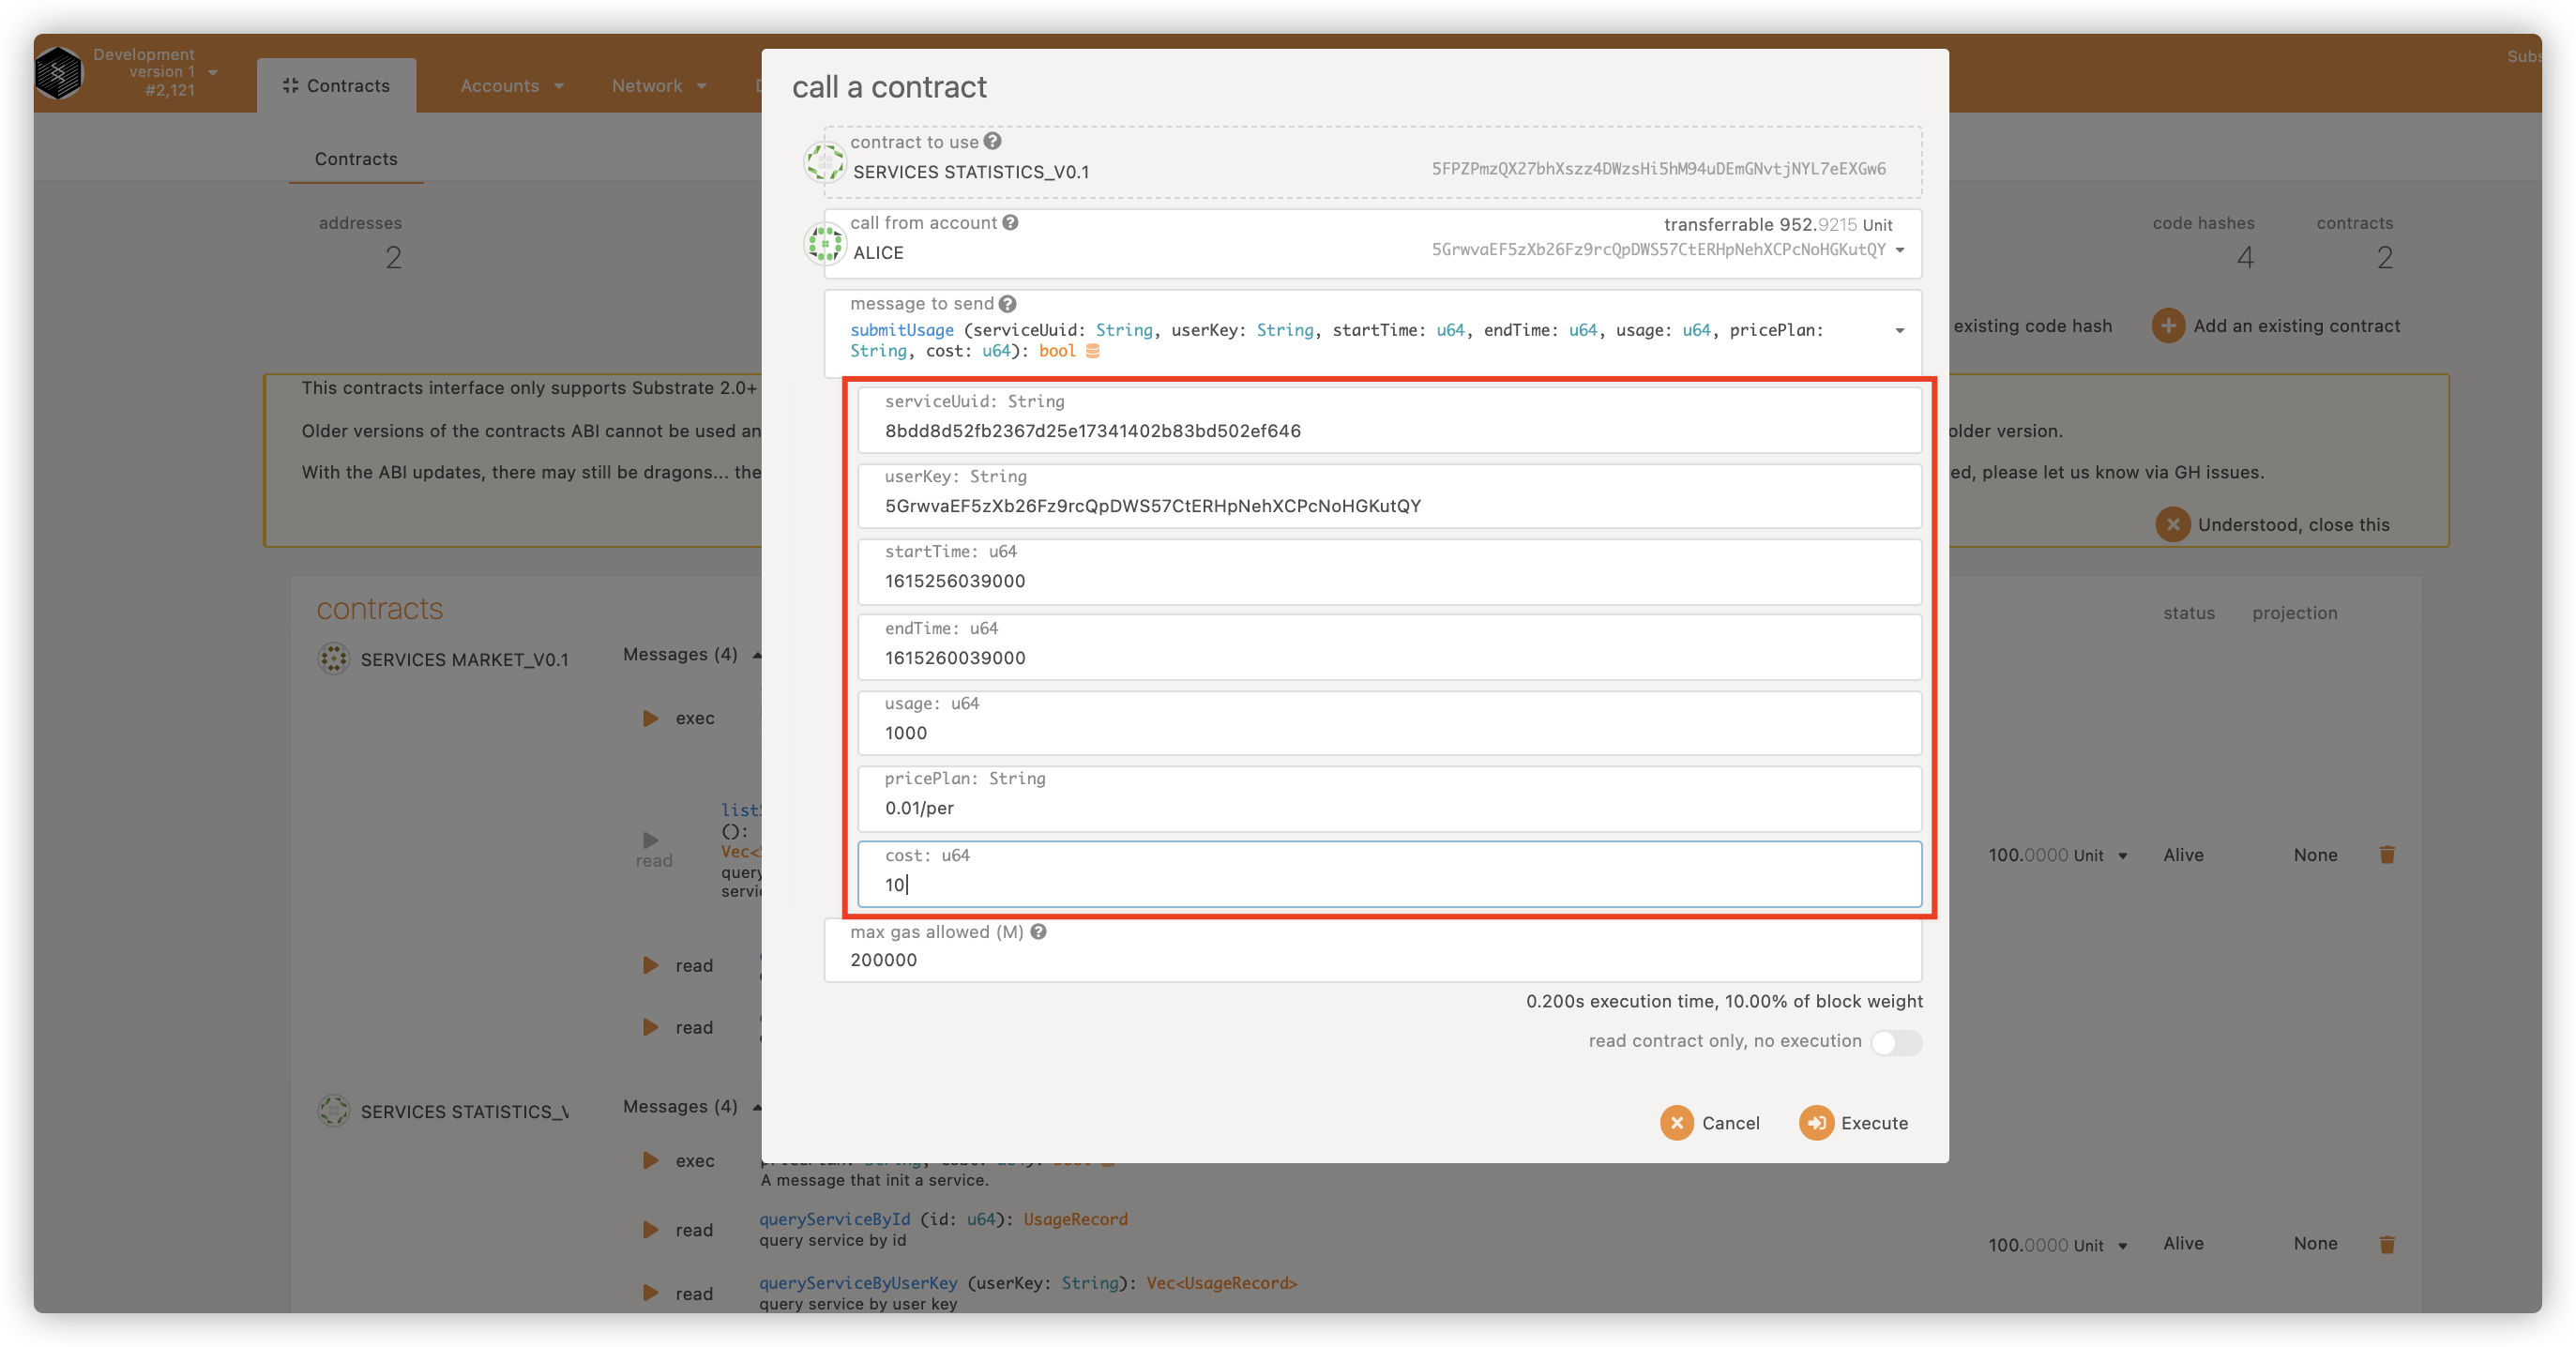 Development
version 1
#2,121
Contracts
Accounts
Network
Subs
Contracts
addresses
2
code hashes
4
contracts
2
existing code hash
Add an existing contract
This contracts interface only supports Substrate 2.0+
Older versions of the contracts ABI cannot be used an
older version.
With the ABI updates, there may still be dragons... the
ed, please let us know via GH issues.
Understood, close this
contracts
status
projection
SERVICES MARKET_V0.1
Messages (4)
exec
list
():
Vec<
query
servic
read
read
read
100.0000 Unit
Alive
None
SERVICES STATISTICS_V
Messages (4)
exec
A message that init a service.
read
queryServiceById (id: u64): UsageRecord
query service by id
100.0000 Unit
Alive
None
read
queryServiceByUserKey (userKey: String): Vec<UsageRecord>
query service by user key
call a contract
contract to use
SERVICES STATISTICS_V0.1
5FPZPmzQX27bhXszz4DWzsHi5hM94uDEmGNvtjNYL7eEXGw6
call from account
transferrable 952.9215 Unit
ALICE
5GrwvaEF5zXb26Fz9rcQpDWS57CtERHpNehXCPcNoHGKutQY
message to send
submitUsage (serviceUuid: String, userKey: String, startTime: u64, endTime: u64, usage: u64, pricePlan:
String, cost: u64): bool
serviceUuid: String
8bdd8d52fb2367d25e17341402b83bd502ef646
userKey: String
5GrwvaEF5zXb26Fz9rcQpDWS57CtERHpNehXCPcNoHGKutQY
startTime: u64
1615256039000
endTime: u64
1615260039000
usage: u64
1000
pricePlan: String
0.01/per
cost: u64
10
max gas allowed (M)
200000
0.200s execution time, 10.00% of block weight
read contract only, no execution
Cancel
Execute